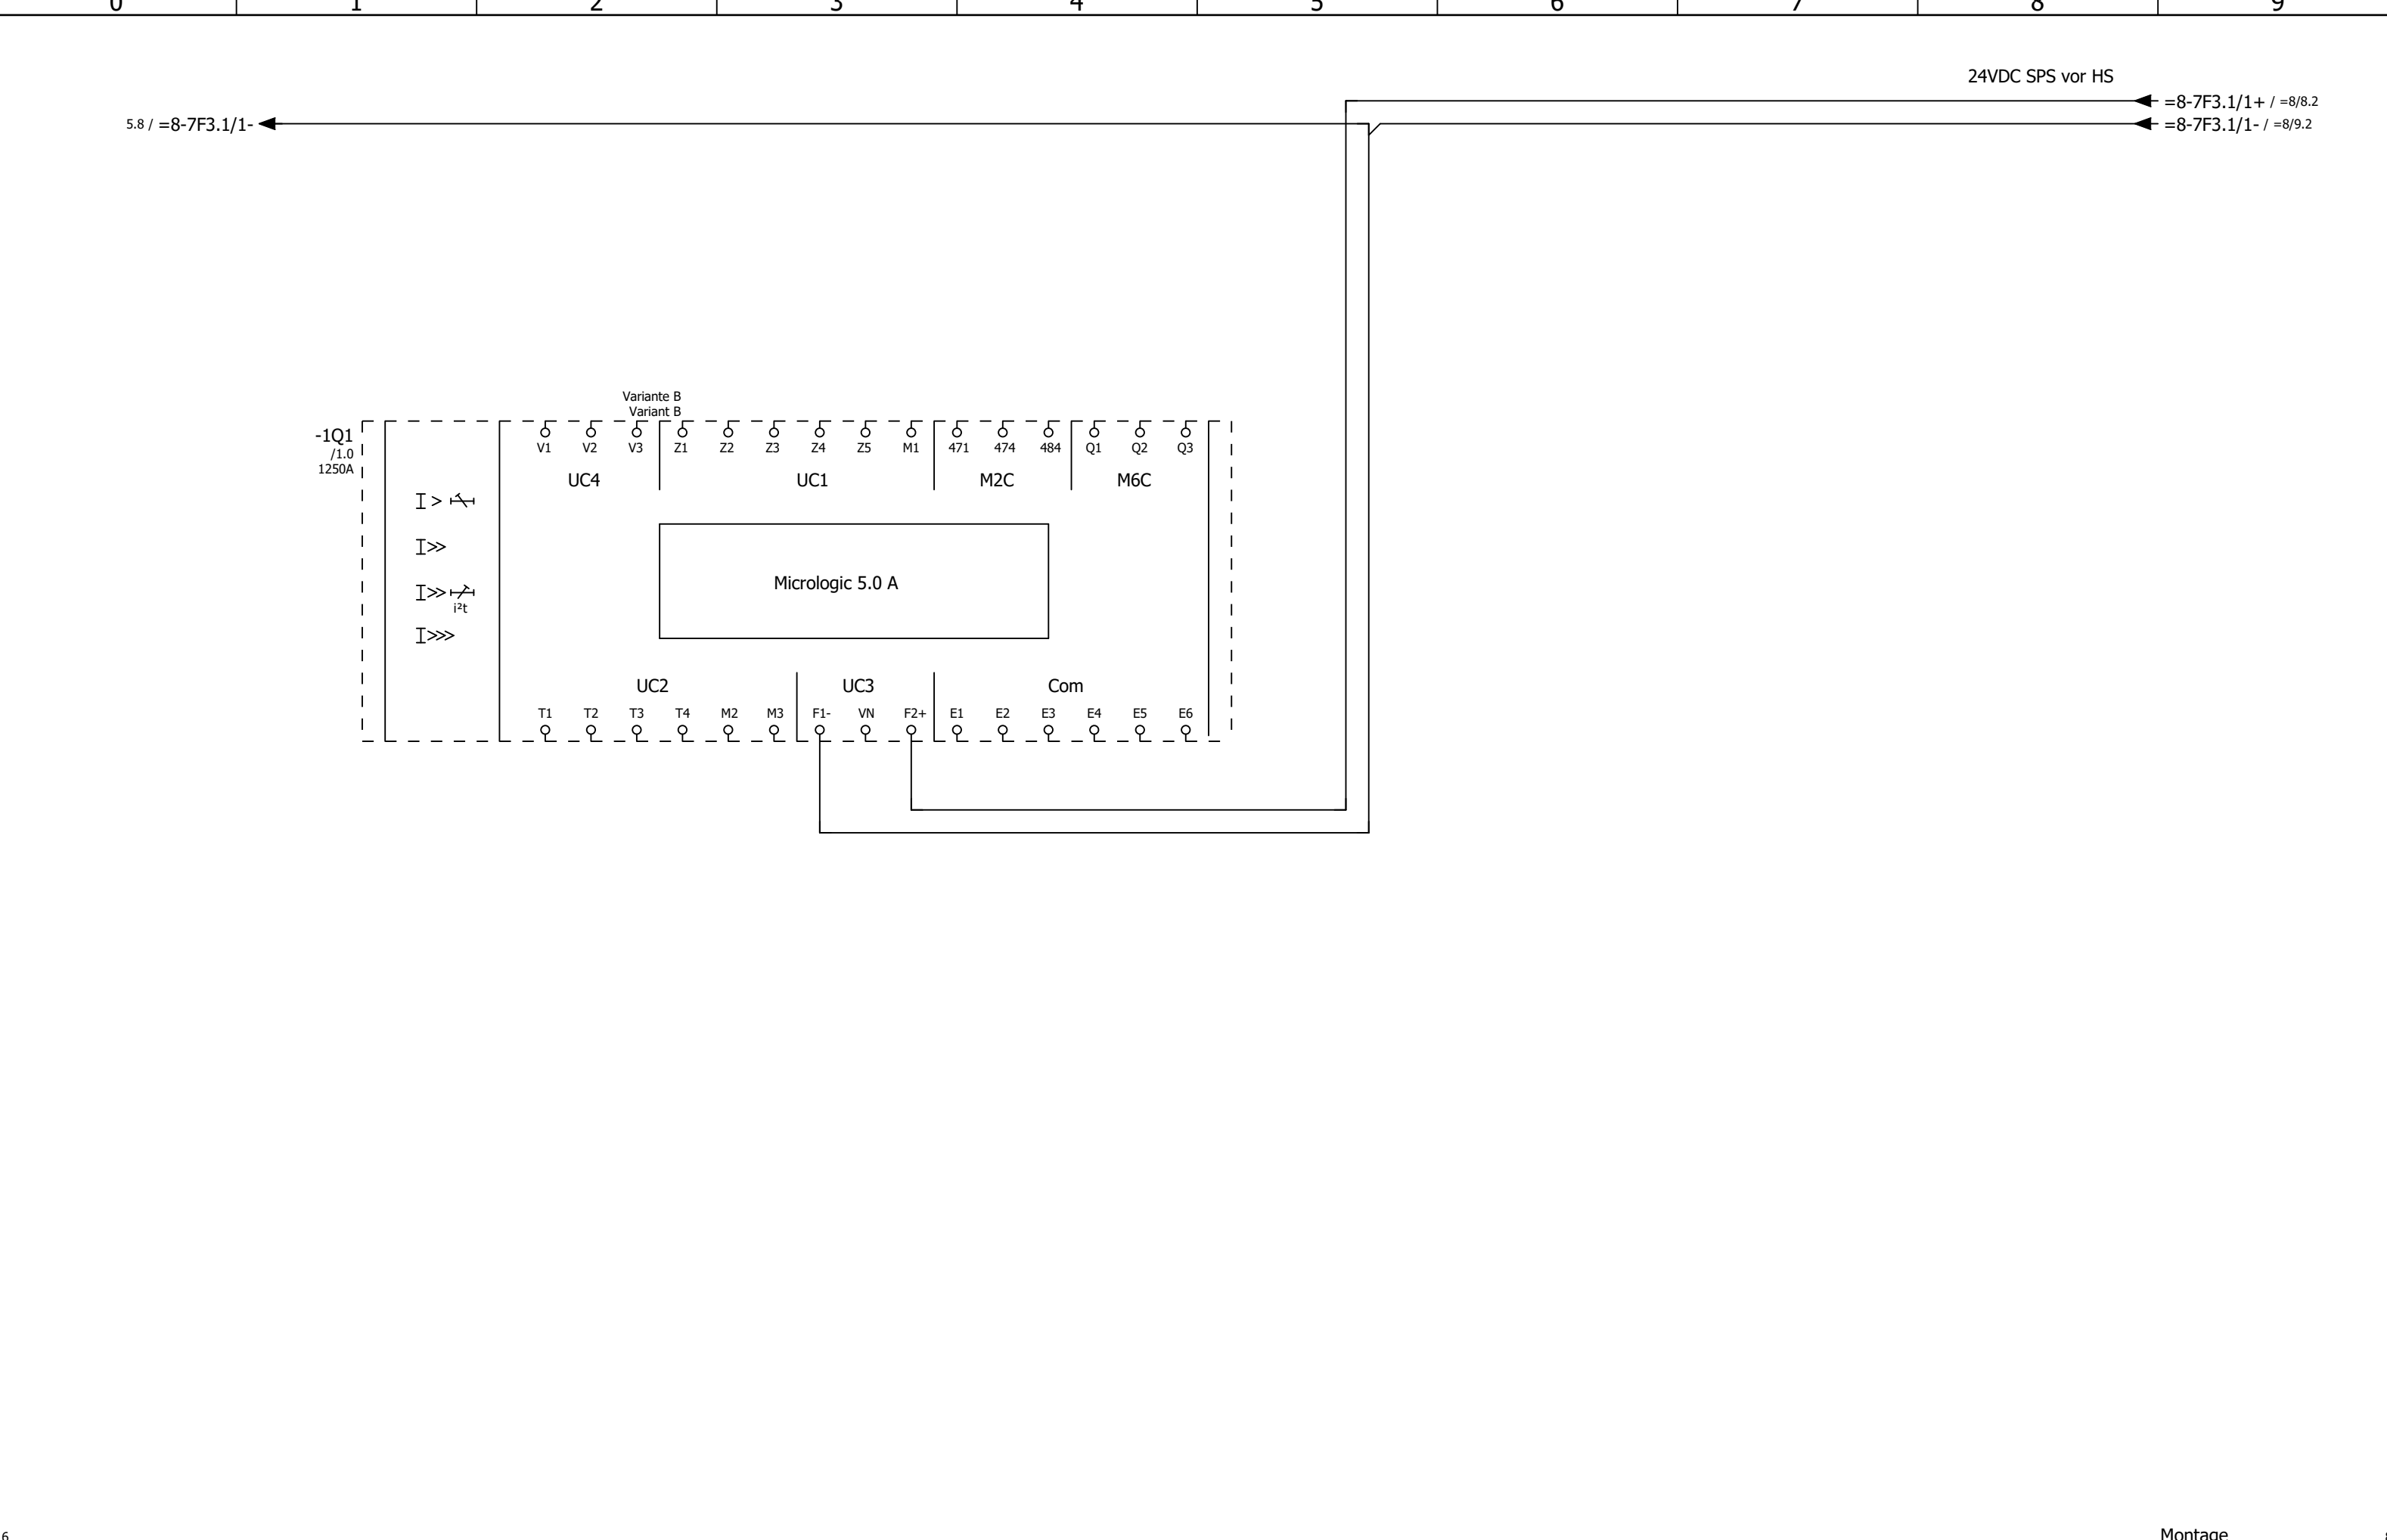 0 1 2 3 4 5 6 7 8 9
24VDC SPS vor HS
=8-7F3.1/1+ / =8/8.2
5.8 / =8-7F3.1/1-
=8-7F3.1/1- / =8/9.2
Variante B
Variant B
-1Q1
/1.0
1250A
V1 V2 V3 Z1 Z2 Z3 Z4 Z5 M1 471 474 484 Q1 Q2 Q3
UC4 UC1 M2C M6C
I >
I>>
Micrologic 5.0 A
I>>
i²t
I>>>
UC2 UC3 Com
T1 T2 T3 T4 M2 M3 F1- VN F2+ E1 E2 E3 E4 E5 E6
6
Montage